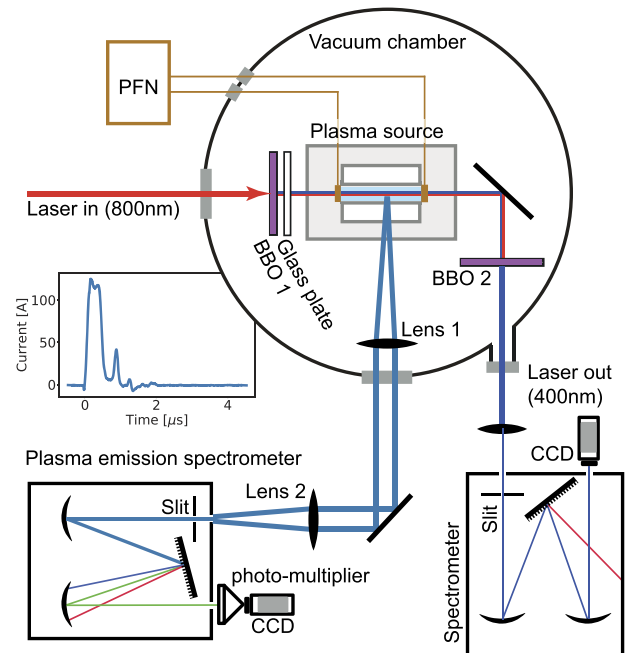 Vacuum chamber
PFN
Plasma source
Laser in (800nm)
BBO 1
Glass plate
BBO 2
Lens 1
Current [A]
100
50
0
0
2
4
Time [μs]
Laser out
(400nm)
CCD
Plasma emission spectrometer
Slit
Lens 2
photo-multiplier
CCD
Slit
Spectrometer